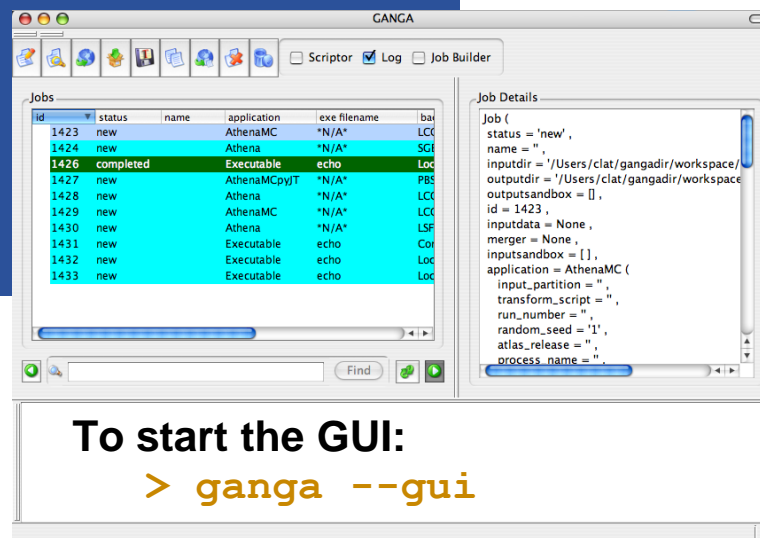 GANGA
Scriptor Log Job Builder
Jobs
id status name application exe filename
1423 new AthenaMC *N/A*
1424 new Athena *N/A*
1426 completed Executable echo
1427 new AthenaMCpyJT *N/A* PBS
1428 new Athena *N/A*
1429 new AthenaMC *N/A*
1430 new Athena *N/A* LSF
1431 new Executable echo
1432 new Executable echo
1433 new Executable echo
Find
Job Details
Job (
status = 'new' ,
name = '' ,
inputdir = '/Users/clat/gangadir/workspace/
outputdir = '/Users/clat/gangadir/workspace
outputsandbox = [] ,
id = 1423 ,
inputdata = None ,
merger = None ,
inputsandbox = [ ] ,
application = AthenaMC (
input_partition = '' ,
transform_script = '' ,
run_number = '' ,
random_seed = '1' ,
atlas_release = '' ,
process_name = '' ,
To start the GUI:
> ganga --gui